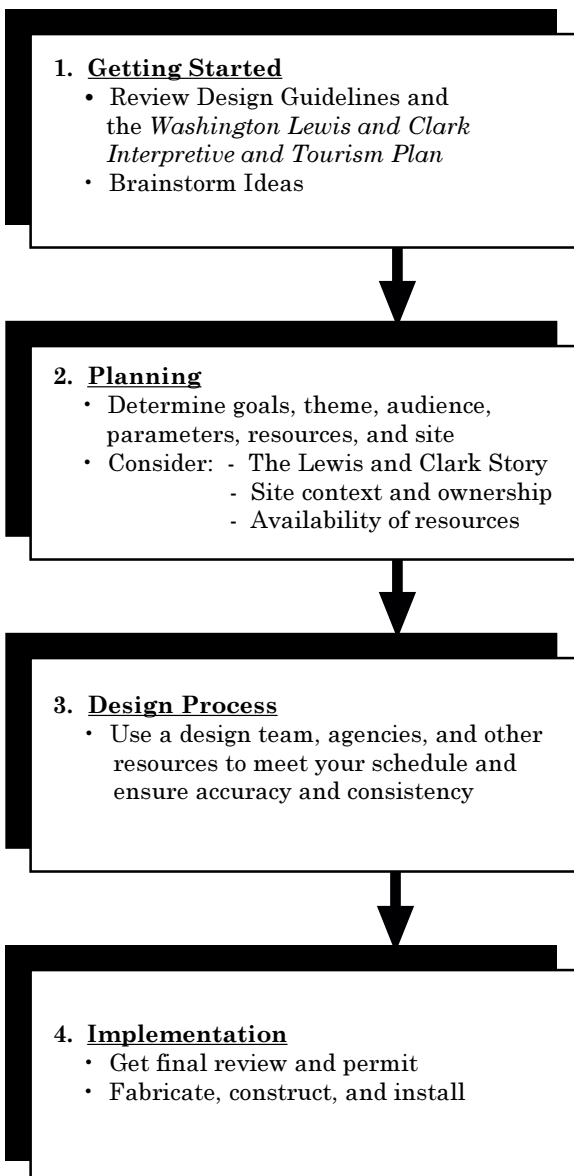 1. Getting Started
• Review Design Guidelines and
the Washington Lewis and Clark
Interpretive and Tourism Plan
• Brainstorm Ideas
2. Planning
• Determine goals, theme, audience,
parameters, resources, and site
• Consider: - The Lewis and Clark Story
- Site context and ownership
- Availability of resources
3. Design Process
• Use a design team, agencies, and other
resources to meet your schedule and
ensure accuracy and consistency
4. Implementation
• Get final review and permit
• Fabricate, construct, and install